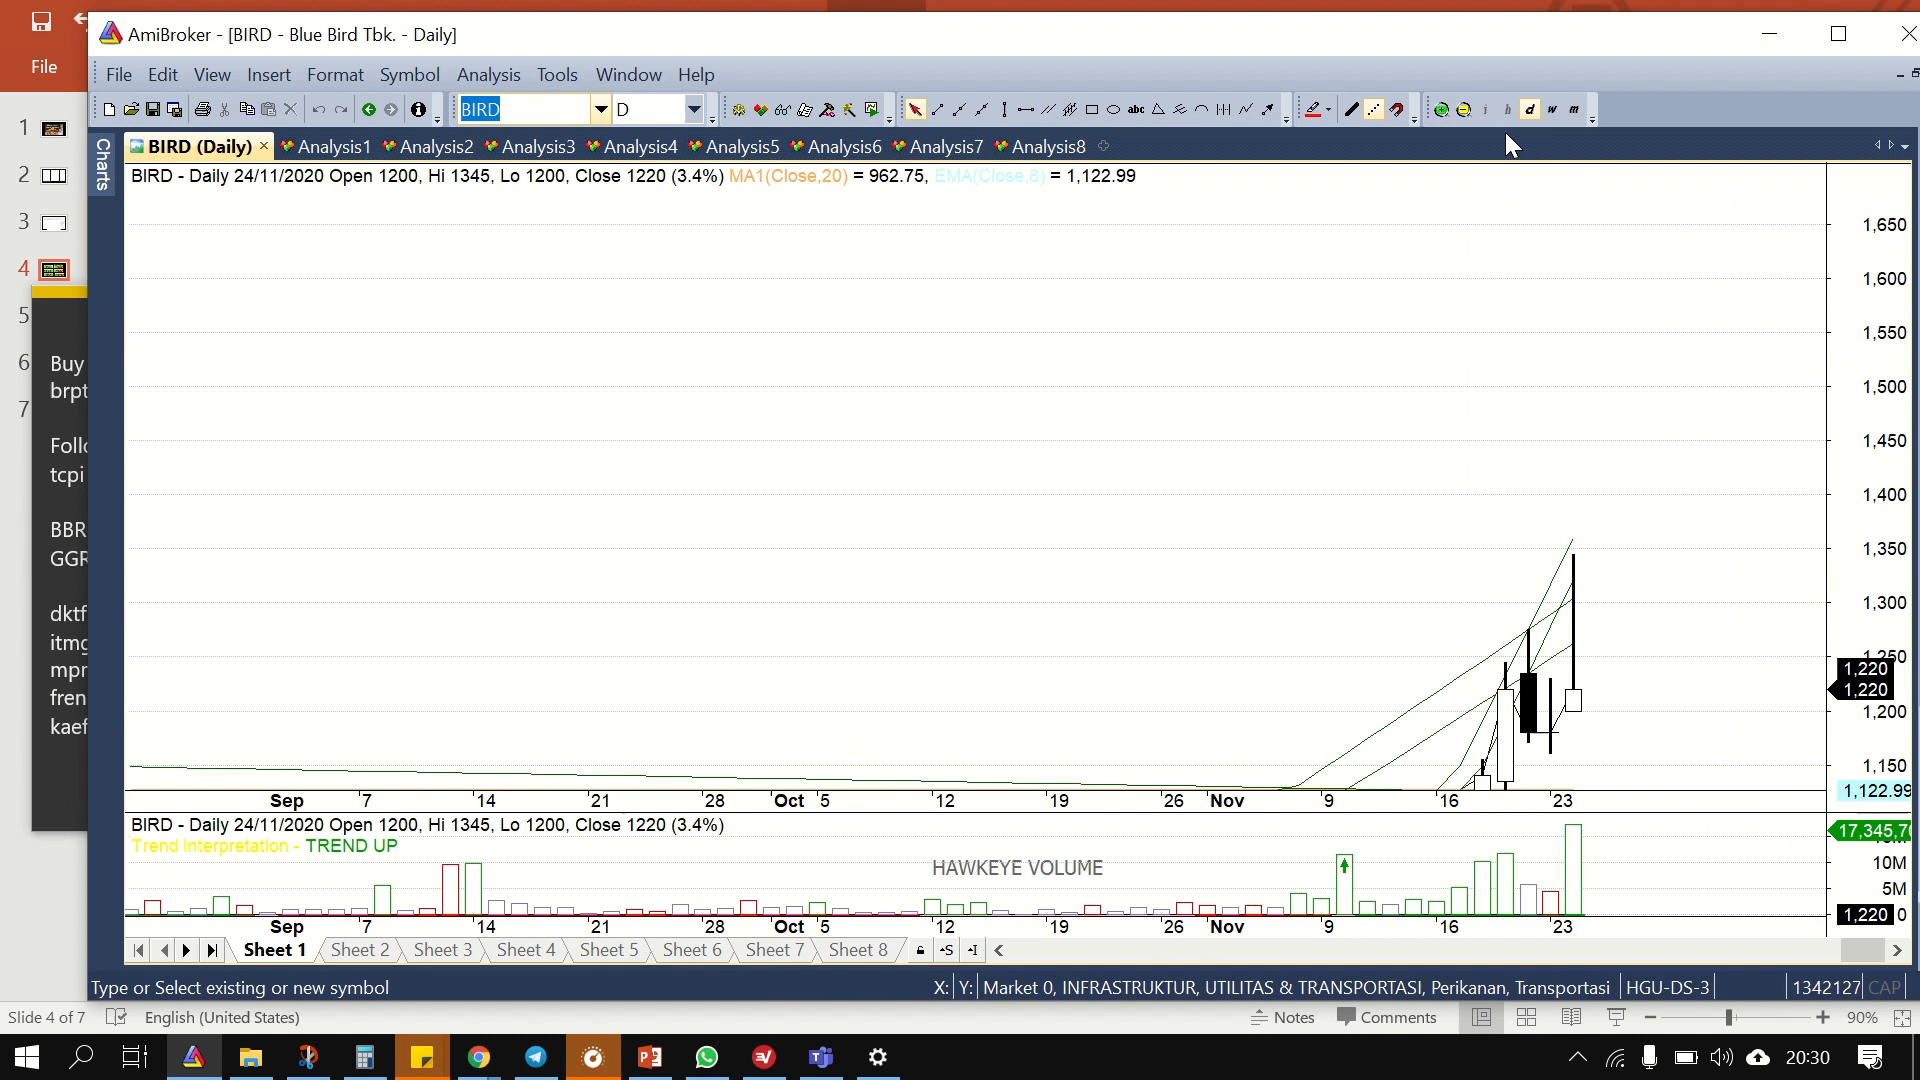 AmiBroker - [BIRD - Blue Bird Tbk. - Daily]
File
File Edit View Insert Format Symbol Analysis Tools Window Help
BIRD D
abc i h d w m
1
2
3
4
5
6
7
Charts
BIRD (Daily) × Analysis1 Analysis2 Analysis3 Analysis4 Analysis5 Analysis6 Analysis7 Analysis8
BIRD - Daily 24/11/2020 Open 1200, Hi 1345, Lo 1200, Close 1220 (3.4%) MA1(Close,20) = 962.75, EMA(Close,8) = 1,122.99
1,650
1,600
1,550
1,500
1,450
1,400
1,350
1,300
1,250
1,220
1,220
1,200
1,150
1,122.99
Buy
brpt
Follo
tcpi
BBR
GGR
dktf
itmg
mpr
fren
kaef
Sep 7 14 21 28 Oct 5 12 19 26 Nov 9 16 23
BIRD - Daily 24/11/2020 Open 1200, Hi 1345, Lo 1200, Close 1220 (3.4%)
Trend Interpretation - TREND UP
HAWKEYE VOLUME
17,345,70
10M
5M
1,220 0
Sep 7 14 21 28 Oct 5 12 19 26 Nov 9 16 23
Sheet 1 Sheet 2 Sheet 3 Sheet 4 Sheet 5 Sheet 6 Sheet 7 Sheet 8
Type or Select existing or new symbol X: Y: Market 0, INFRASTRUKTUR, UTILITAS & TRANSPORTASI, Perikanan, Transportasi HGU-DS-3 1342127 CAP
Slide 4 of 7 English (United States) Notes Comments 90%
20:30